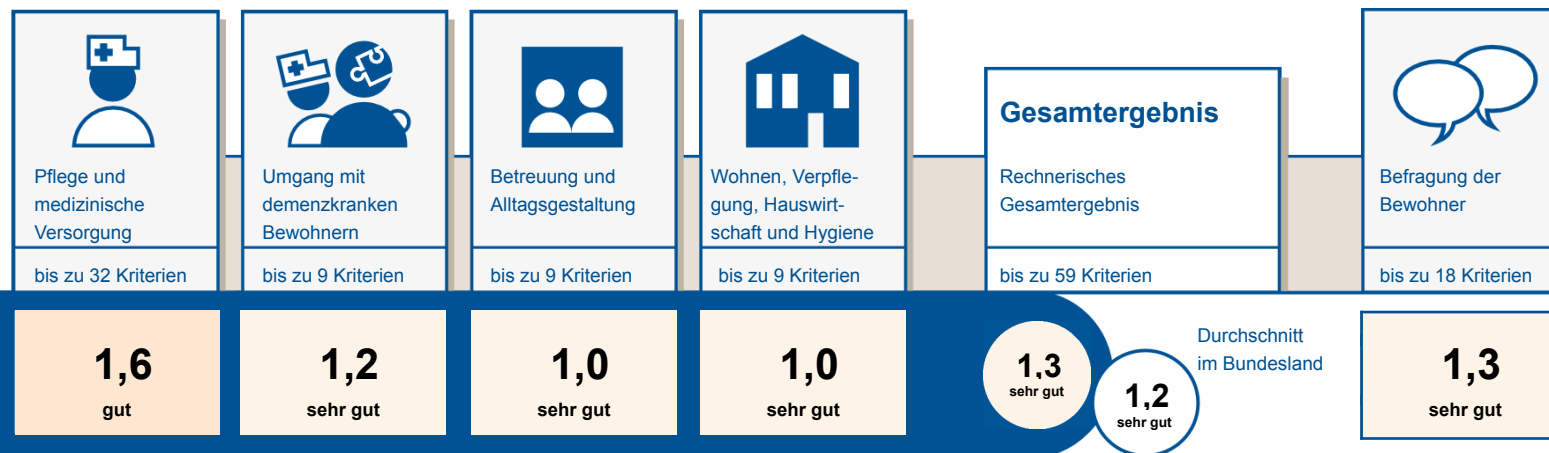 Pflege und
medizinische
Versorgung
bis zu 32 Kriterien
1,6
gut
Umgang mit
demenzkranken
Bewohnern
bis zu 9 Kriterien
1,2
sehr gut
Betreuung und
Alltagsgestaltung
bis zu 9 Kriterien
1,0
sehr gut
Wohnen, Verpfle-
gung, Hauswirt-
schaft und Hygiene
bis zu 9 Kriterien
1,0
sehr gut
Gesamtergebnis
Rechnerisches
Gesamtergebnis
bis zu 59 Kriterien
1,3
sehr gut
Durchschnitt
im Bundesland
1,2
sehr gut
Befragung der
Bewohner
bis zu 18 Kriterien
1,3
sehr gut